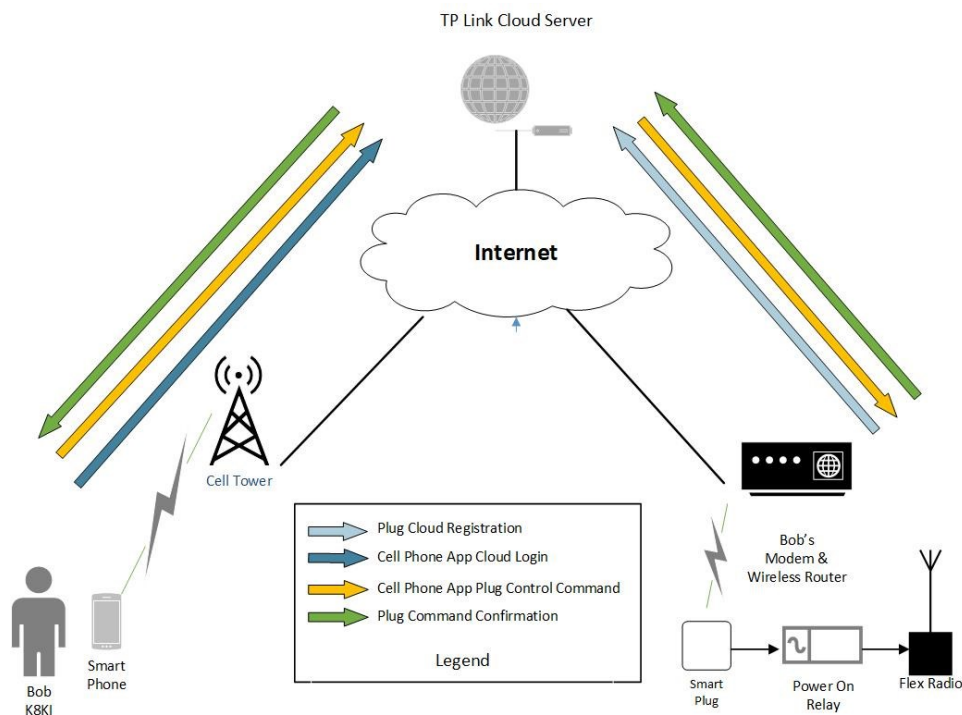 TP Link Cloud Server
Internet
Cell Tower
Plug Cloud Registration
Cell Phone App Cloud Login
Cell Phone App Plug Control Command
Plug Command Confirmation
Legend
Bob's
Modem &
Wireless Router
Bob
K8KI
Smart
Phone
Smart
Plug
Power On
Relay
Flex Radio